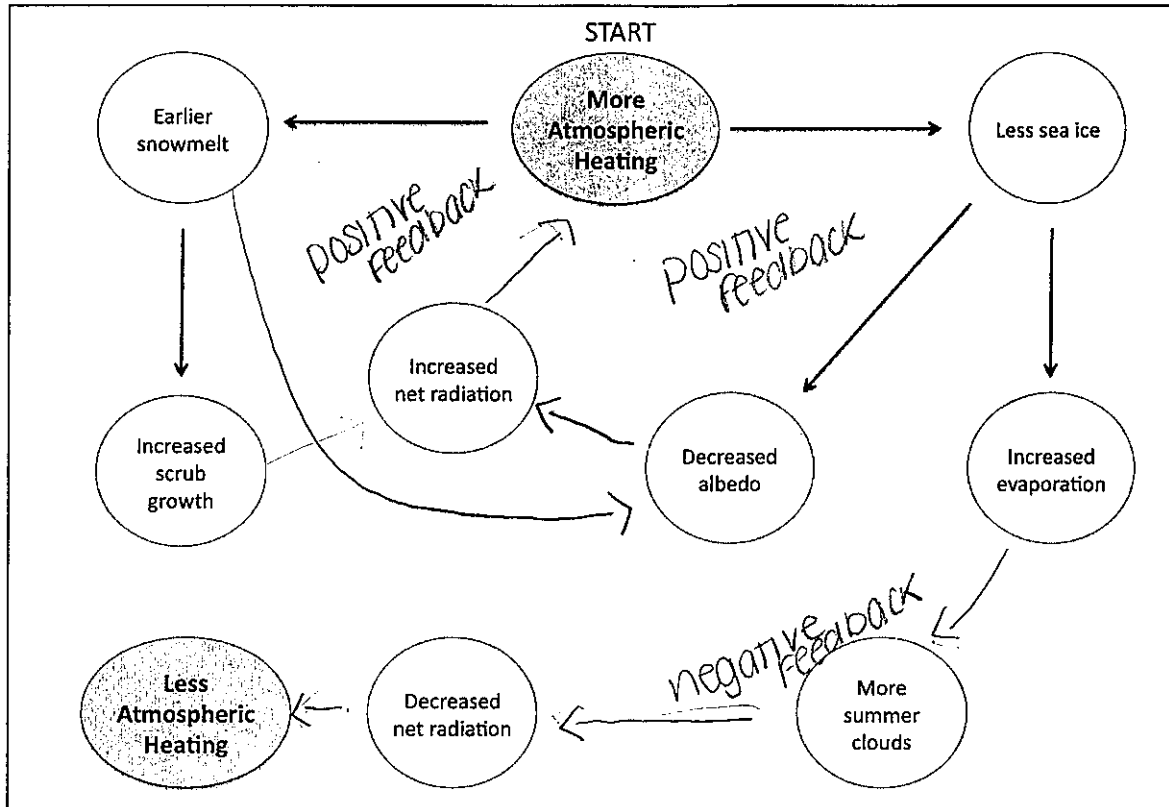 START
More
Atmospheric
Heating
Earlier
snowmelt
Less sea ice
positive
feedback
positive
feedback
Increased
net radiation
Increased
scrub
growth
Decreased
albedo
Increased
evaporation
negative
feedback
Less
Atmospheric
Heating
Decreased
net radiation
More
summer
clouds